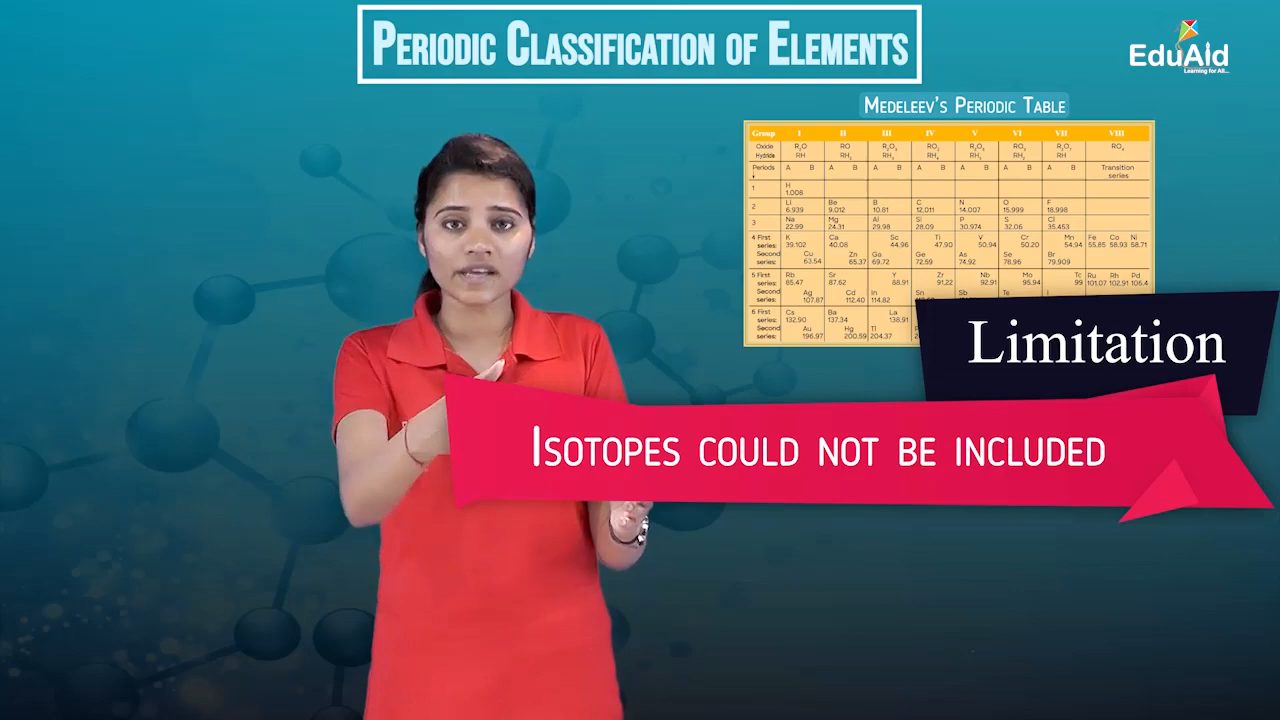 Periodic Classification of Elements
EduAid
Learning for All...
Medeleev's Periodic Table
Group I II III IV V VI VII VIII
Oxide R2O RO R2O3 RO2 R2O5 RO3 R2O7 RO4
Hydride RH RH2 RH3 RH4 RH3 RH2 RH
Periods A B A B A B A B A B A B A B Transition
↓ series
1 H
1.008
2 Li Be B C N O F
6.939 9.012 10.81 12.011 14.007 15.999 18.998
3 Na Mg Al Si P S Cl
22.99 24.31 29.98 28.09 30.974 32.06 35.453
4 First K Ca Sc Ti V Cr Mn Fe Co Ni
series: 39.102 40.08 44.96 47.90 50.94 50.20 54.94 55.85 58.93 58.71
Second Cu Zn Ga Ge As Se Br
series: 63.54 65.37 69.72 72.59 74.92 78.96 79.909
5 First Rb Sr Y Zr Nb Mo Tc Ru Rh Pd
series: 85.47 87.62 88.91 91.22 92.91 95.94 99 101.07 102.91 106.4
Second Ag Cd In Sn Sb Te I
series: 107.87 112.40 114.82
6 First Cs Ba La
series: 132.90 137.34 138.91
Second Au Hg Tl
series: 196.97 200.59 204.37
Limitation
Isotopes could not be included